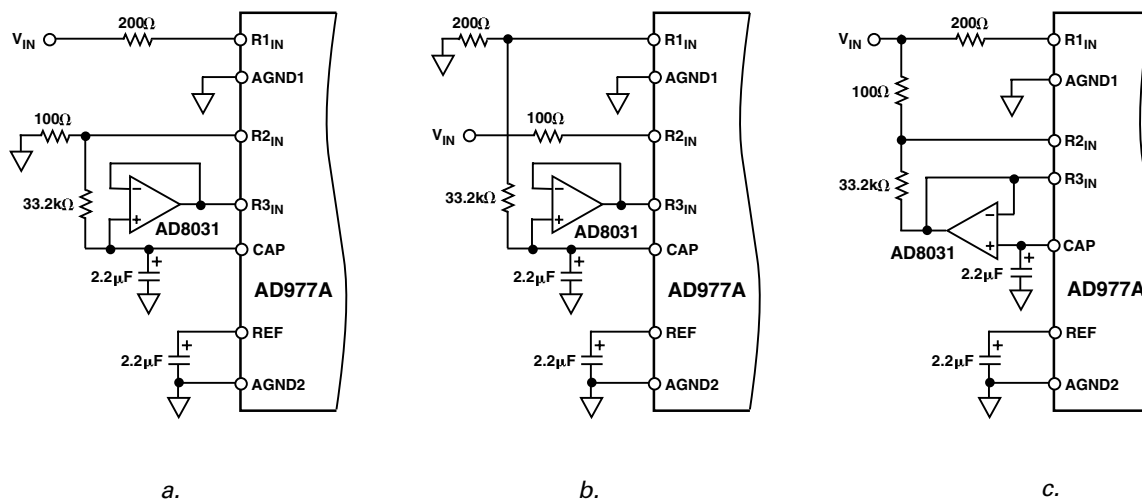 200Ω
V_IN
R1_IN
AGND1
100Ω
R2_IN
33.2kΩ
R3_IN
AD8031
CAP
2.2μF
AD977A
REF
2.2μF
AGND2
a.
200Ω
R1_IN
AGND1
V_IN
100Ω
R2_IN
33.2kΩ
R3_IN
AD8031
CAP
2.2μF
AD977A
REF
2.2μF
AGND2
b.
V_IN
200Ω
R1_IN
100Ω
AGND1
R2_IN
33.2kΩ
R3_IN
AD8031
CAP
2.2μF
AD977A
REF
2.2μF
AGND2
c.